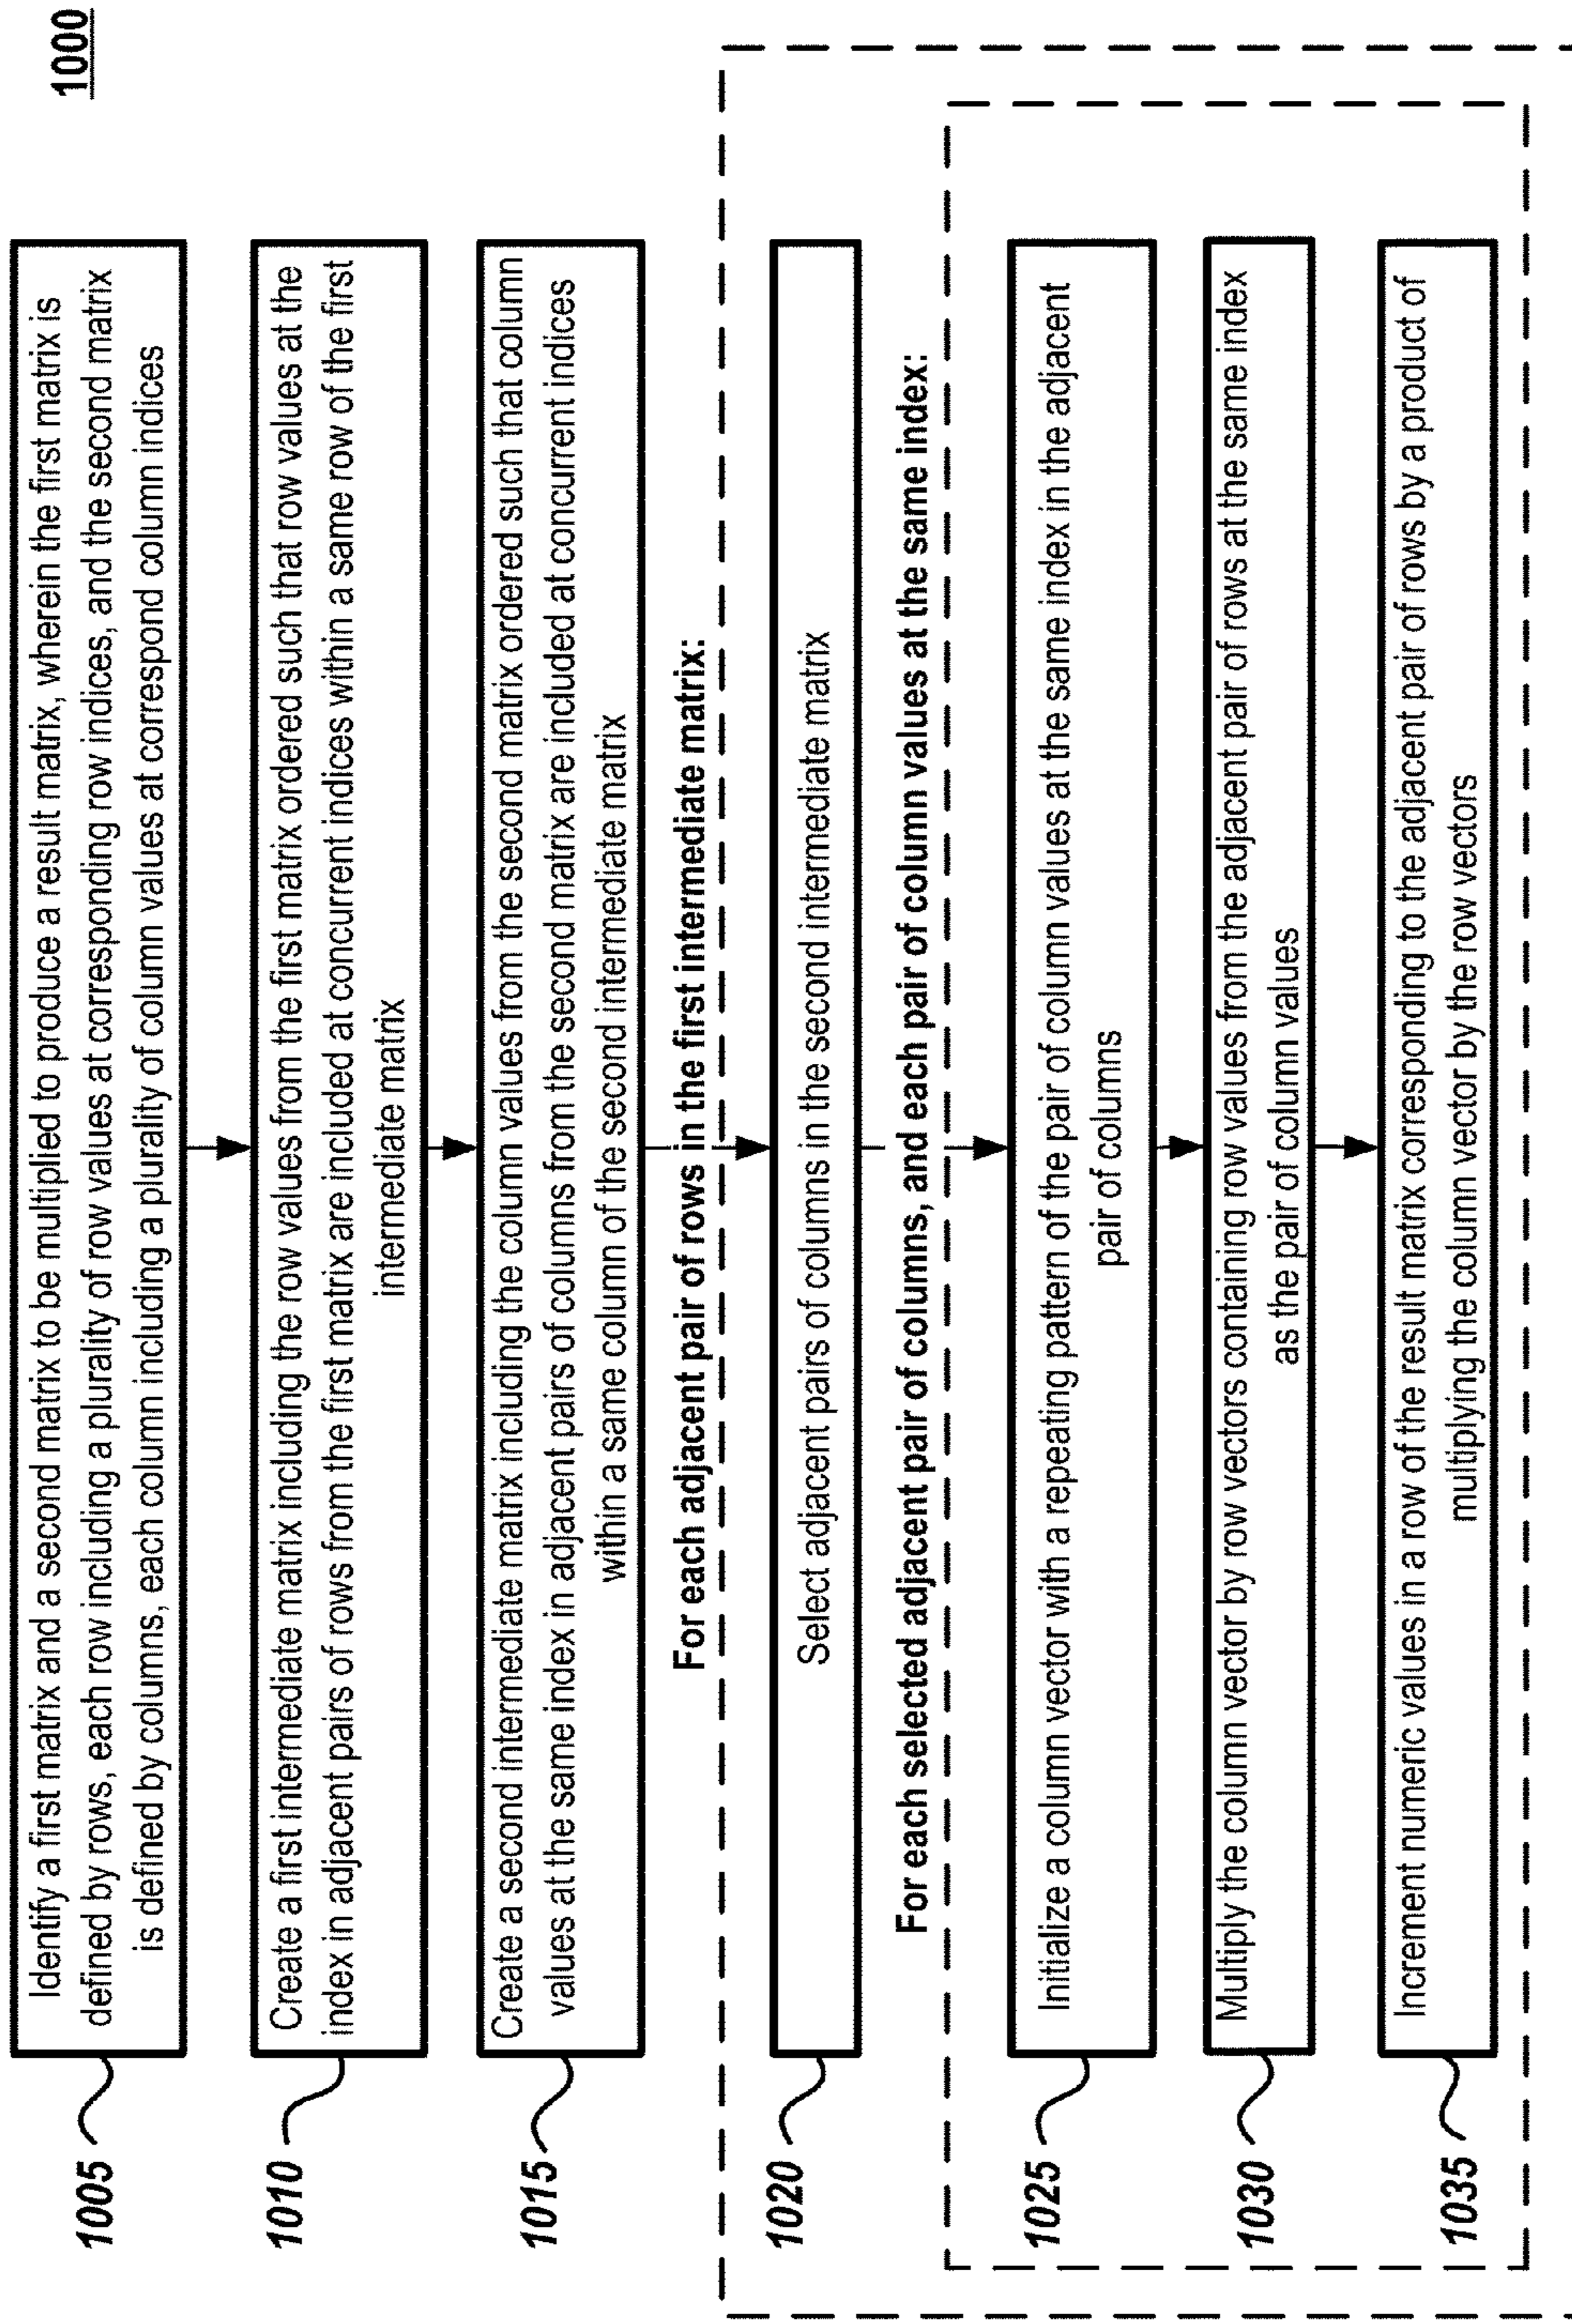 1000
1005
Identify a first matrix and a second matrix to be multiplied to produce a result matrix, wherein the first matrix is
defined by rows, each row including a plurality of row values at corresponding row indices, and the second matrix
is defined by columns, each column including a plurality of column values at correspond column indices
1010
Create a first intermediate matrix including the row values from the first matrix ordered such that row values at the
index in adjacent pairs of rows from the first matrix are included at concurrent indices within a same row of the first
intermediate matrix
1015
Create a second intermediate matrix including the column values from the second matrix ordered such that column
values at the same index in adjacent pairs of columns from the second matrix are included at concurrent indices
within a same column of the second intermediate matrix
For each adjacent pair of rows in the first intermediate matrix:
1020
Select adjacent pairs of columns in the second intermediate matrix
For each selected adjacent pair of columns, and each pair of column values at the same index:
1025
Initialize a column vector with a repeating pattern of the pair of column values at the same index in the adjacent
pair of columns
1030
Multiply the column vector by row vectors containing row values from the adjacent pair of rows at the same index
as the pair of column values
1035
Increment numeric values in a row of the result matrix corresponding to the adjacent pair of rows by a product of
multiplying the column vector by the row vectors